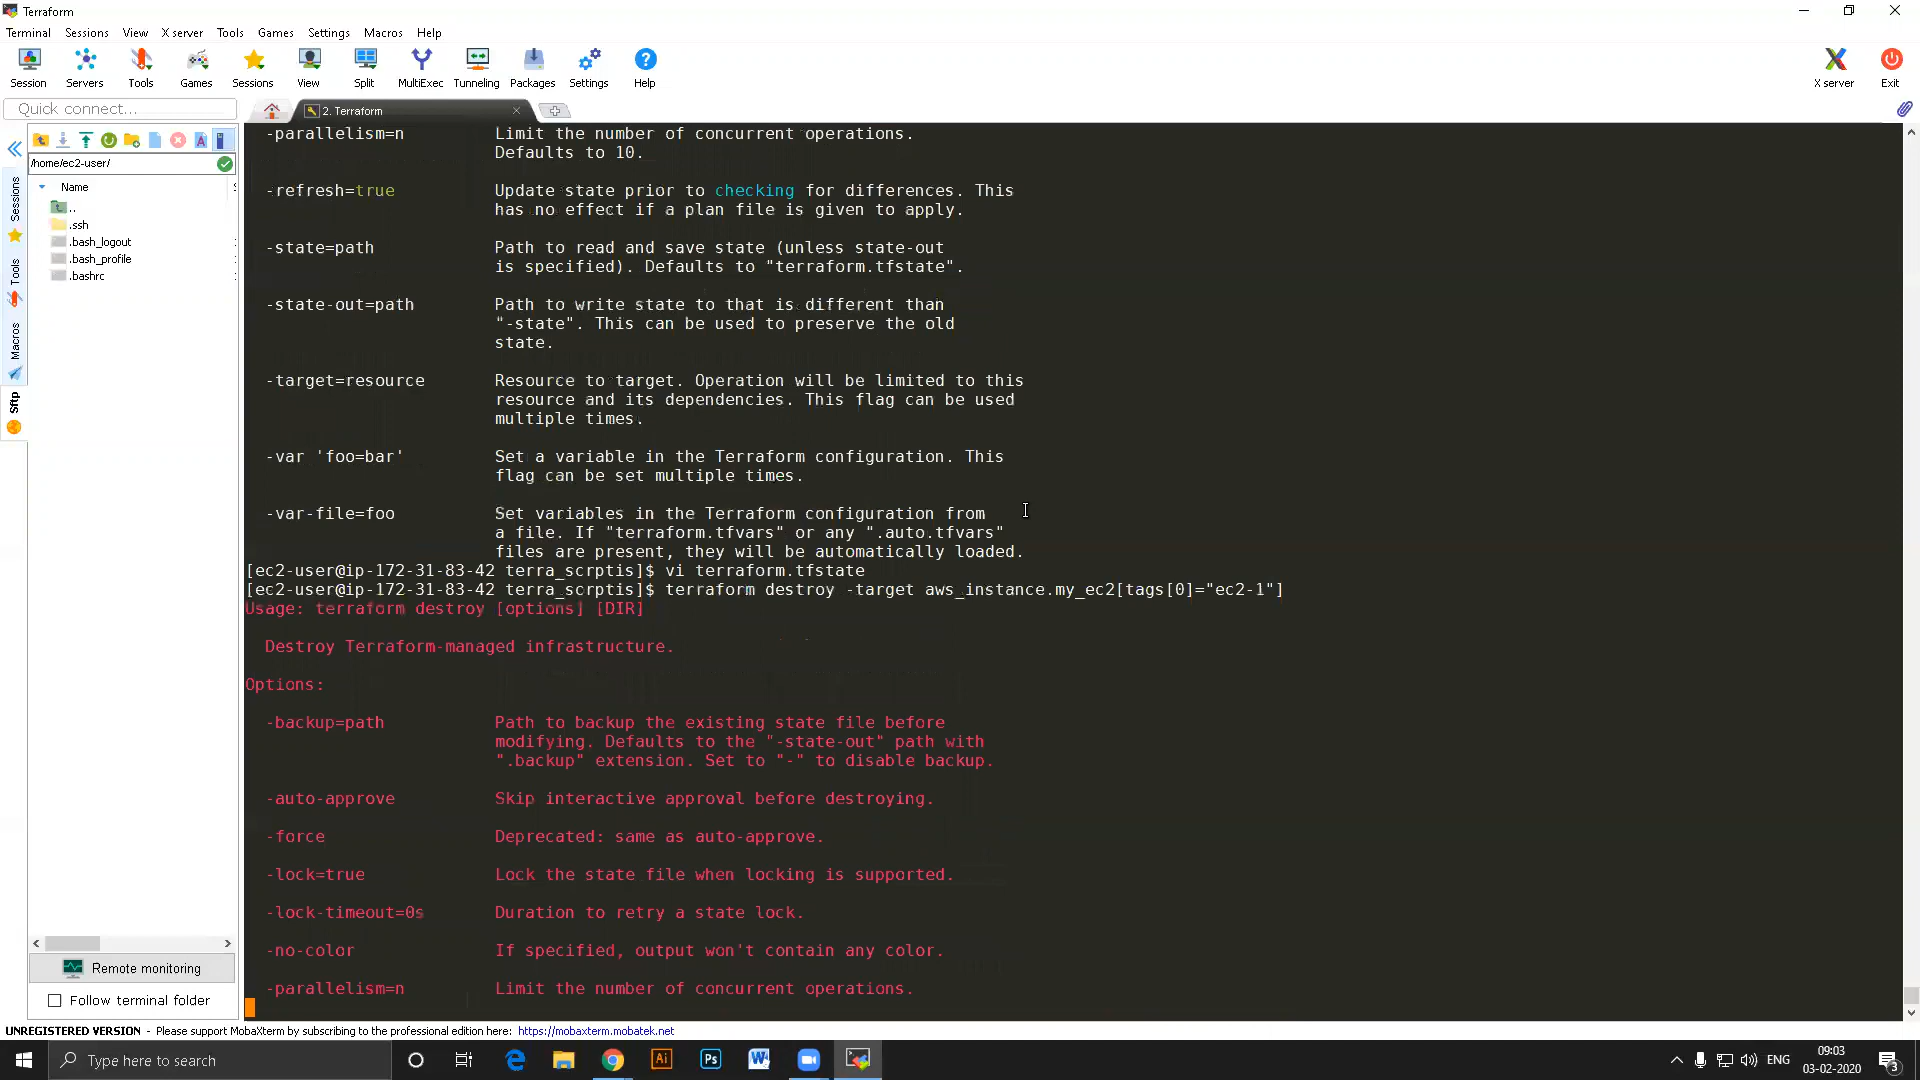 Terraform
Terminal Sessions View X server Tools Games Settings Macros Help
Session Servers Tools Games Sessions View Split MultiExec Tunneling Packages Settings Help X server Exit
Quick connect...
2. Terraform
/home/ec2-user/
Name
..
.ssh
.bash_logout
.bash_profile
.bashrc
Sessions
Tools
Macros
Sftp
-parallelism=n Limit the number of concurrent operations.
Defaults to 10.
-refresh=true Update state prior to checking for differences. This
has no effect if a plan file is given to apply.
-state=path Path to read and save state (unless state-out
is specified). Defaults to "terraform.tfstate".
-state-out=path Path to write state to that is different than
"-state". This can be used to preserve the old
state.
-target=resource Resource to target. Operation will be limited to this
resource and its dependencies. This flag can be used
multiple times.
-var 'foo=bar' Set a variable in the Terraform configuration. This
flag can be set multiple times.
-var-file=foo Set variables in the Terraform configuration from
a file. If "terraform.tfvars" or any ".auto.tfvars"
files are present, they will be automatically loaded.
[ec2-user@ip-172-31-83-42 terra_scrptis]$ vi terraform.tfstate
[ec2-user@ip-172-31-83-42 terra_scrptis]$ terraform destroy -target aws_instance.my_ec2[tags[0]="ec2-1"]
Usage: terraform destroy [options] [DIR]
Destroy Terraform-managed infrastructure.
Options:
-backup=path Path to backup the existing state file before
modifying. Defaults to the "-state-out" path with
".backup" extension. Set to "-" to disable backup.
-auto-approve Skip interactive approval before destroying.
-force Deprecated: same as auto-approve.
-lock=true Lock the state file when locking is supported.
-lock-timeout=0s Duration to retry a state lock.
-no-color If specified, output won't contain any color.
-parallelism=n Limit the number of concurrent operations.
Remote monitoring
Follow terminal folder
UNREGISTERED VERSION - Please support MobaXterm by subscribing to the professional edition here: https://mobaxterm.mobatek.net
Type here to search
Ai
Ps
W
ENG
09:03
03-02-2020
3